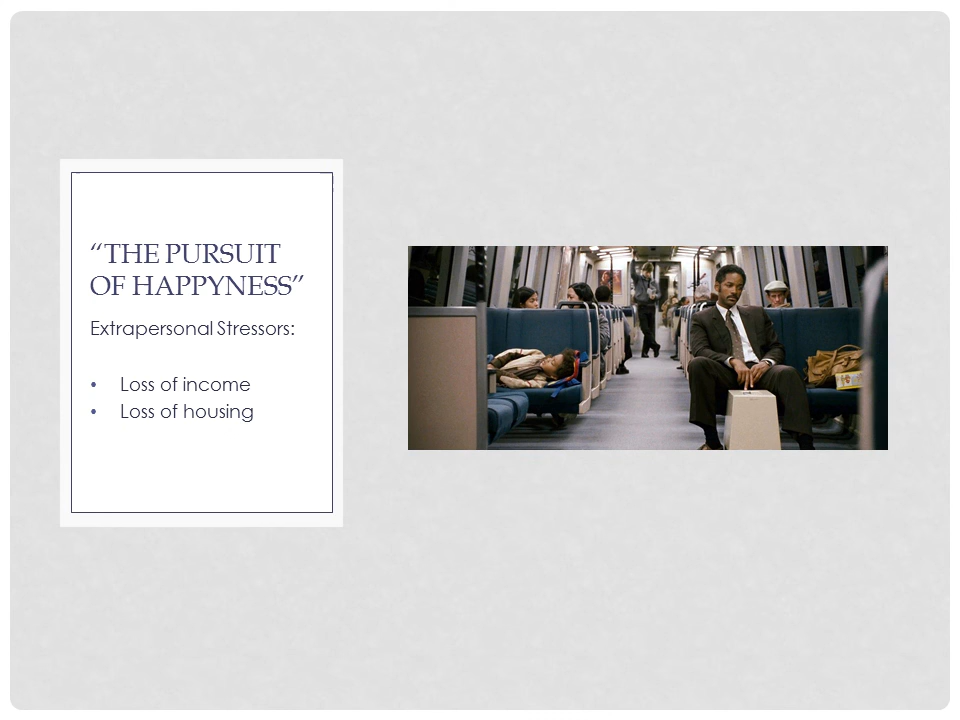 “THE PURSUIT
OF HAPPYNESS”
Extrapersonal Stressors:
• Loss of income
• Loss of housing